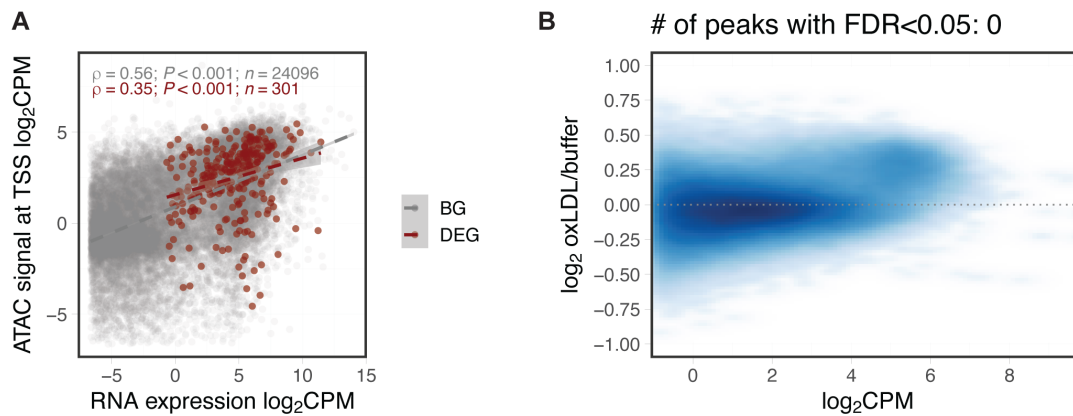 A
ρ = 0.56; P < 0.001; n = 24096
ρ = 0.35; P < 0.001; n = 301
ATAC signal at TSS log₂CPM
5
0
−5
−5
0
5
10
15
RNA expression log₂CPM
BG
DEG
B
# of peaks with FDR<0.05: 0
log₂ oxLDL/buffer
1.00
0.75
0.50
0.25
0.00
−0.25
−0.50
−0.75
−1.00
0
2
4
6
8
log₂CPM